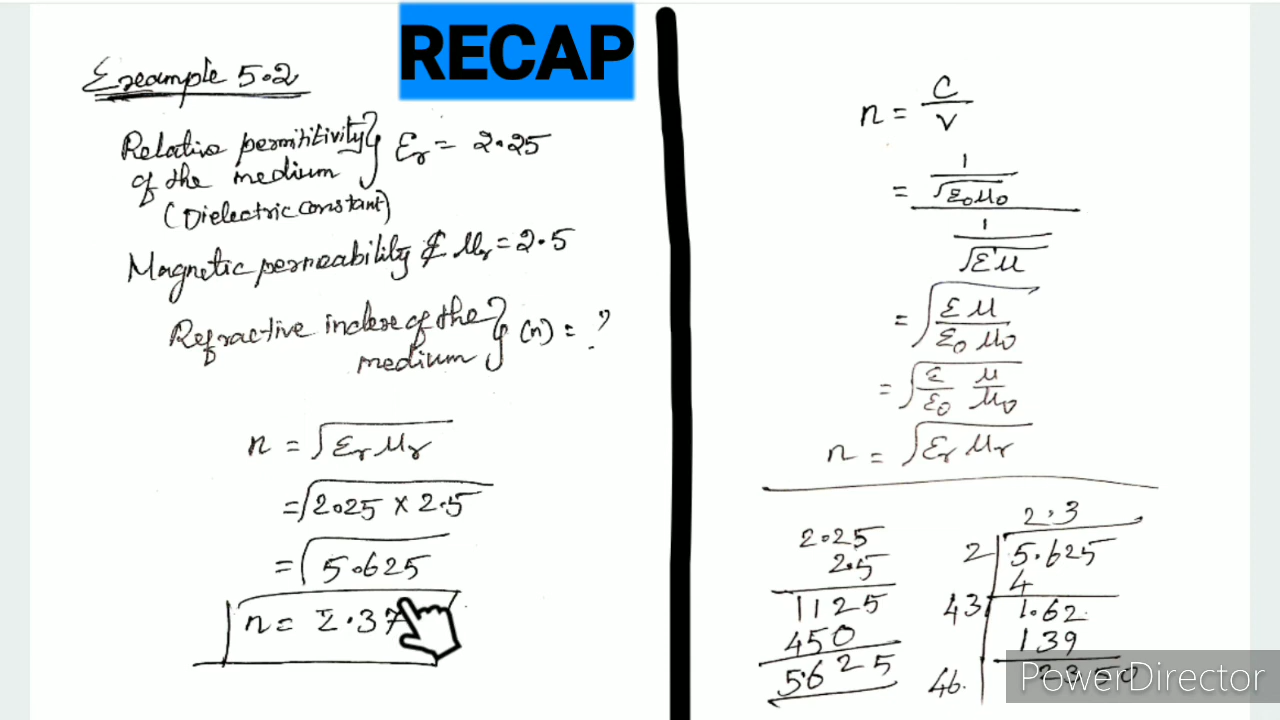 RECAP
Example 5.2
Relative permititivity
of the medium } εr = 2.25
(Dielectric constant)
Magnetic permeability } μr = 2.5
Refractive index of the
medium } (n) = ?
n = √εr μr
= √2.25 × 2.5
= √5.625
n = 2.37
n = c/v
= 1/√ε0μ0
1/√εμ
= √εμ/ε0μ0
= √ε/ε0 μ/μ0
n = √εr μr
2.25
2.5
1125
450
5.625
2.3
2 5.625
4
43 1.62
139
46 2350
PowerDirector